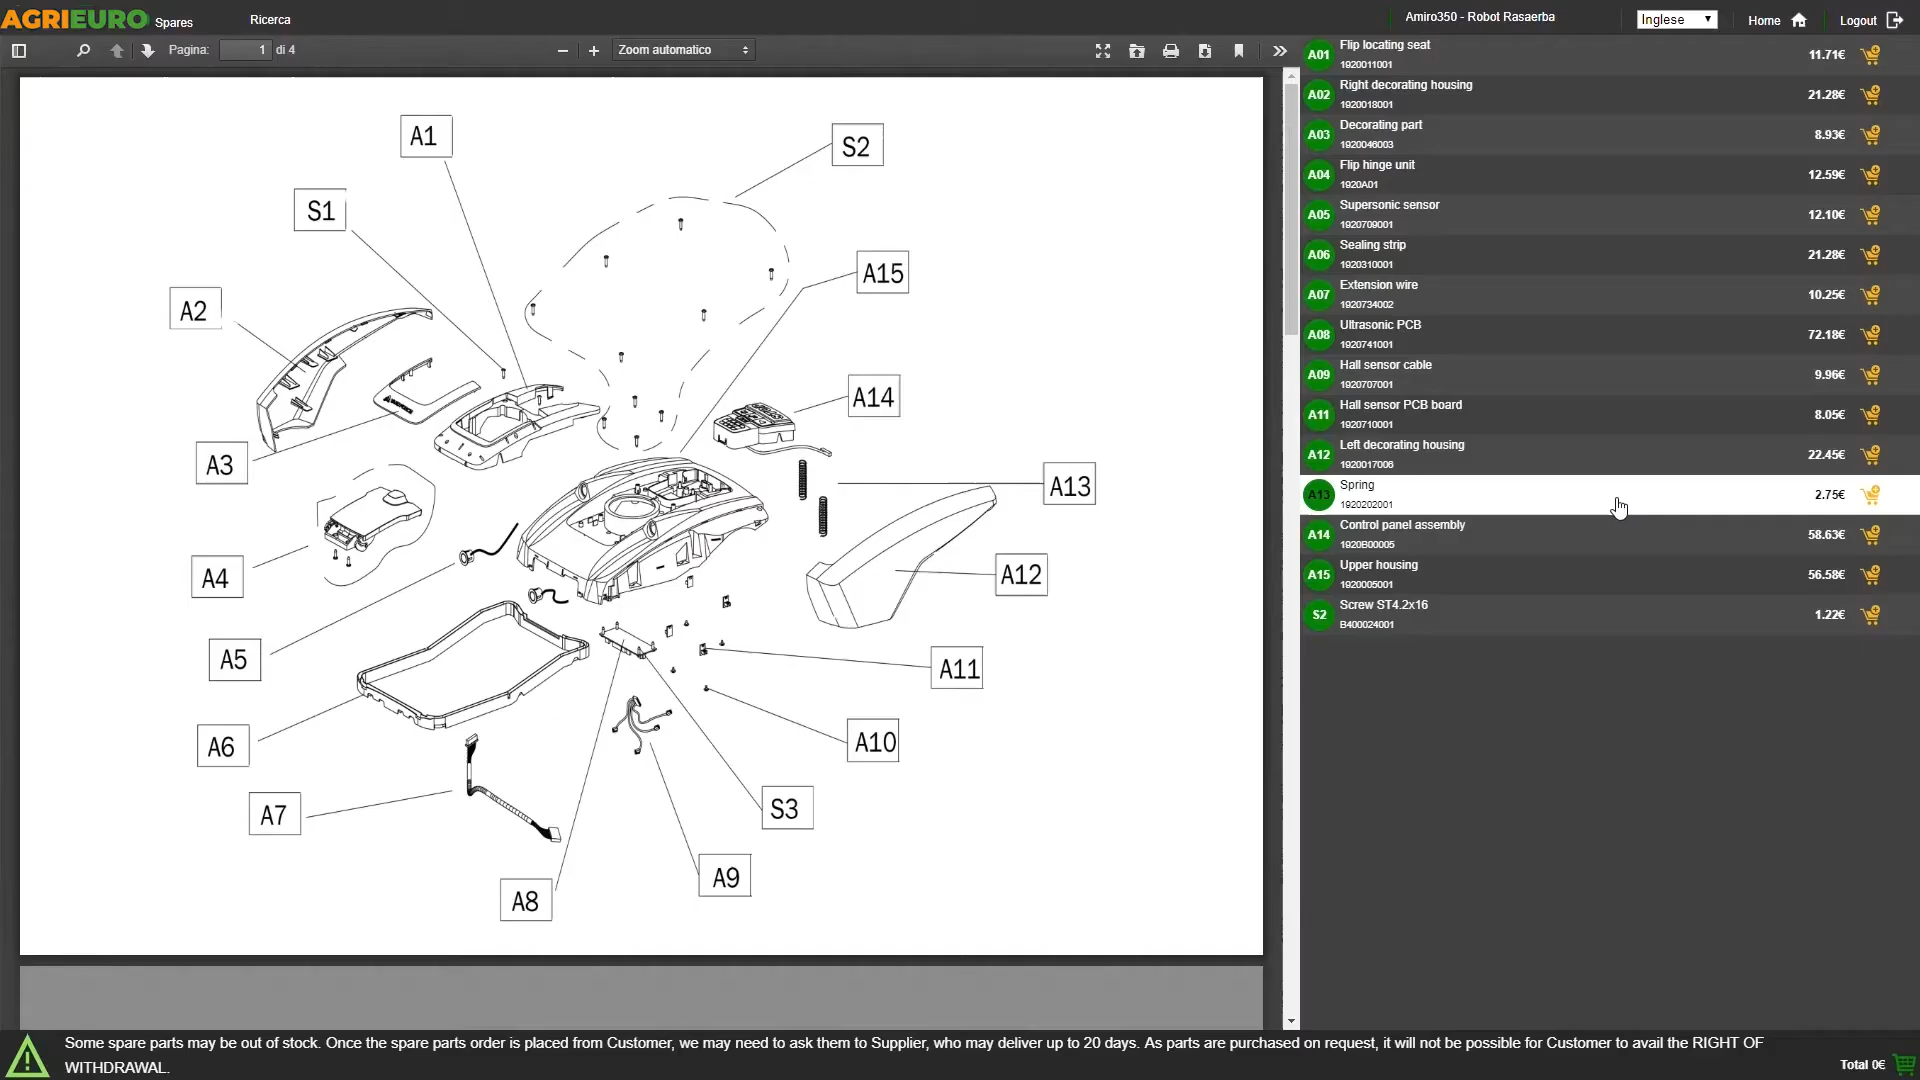 AGRIEURO Spares
Ricerca
Amiro350 - Robot Rasaerba
Inglese
Home
Logout
Pagina: 1 di 4
Zoom automatico
A1
S2
S1
A15
A2
A14
A3
A13
A4
A12
A5
A11
A6
A10
A7
S3
A9
A8
A01 Flip locating seat 11.71€
1920011001
A02 Right decorating housing 21.28€
1920018001
A03 Decorating part 8.93€
1920046003
A04 Flip hinge unit 12.59€
1920A01
A05 Supersonic sensor 12.10€
1920709001
A06 Sealing strip 21.28€
1920310001
A07 Extension wire 10.25€
1920734002
A08 Ultrasonic PCB 72.18€
1920741001
A09 Hall sensor cable 9.96€
1920707001
A11 Hall sensor PCB board 8.05€
1920710001
A12 Left decorating housing 22.45€
1920017006
A13 Spring 2.75€
1920202001
A14 Control panel assembly 58.63€
1920B00005
A15 Upper housing 56.58€
1920005001
S2 Screw ST4.2x16 1.22€
B400024001
Some spare parts may be out of stock. Once the spare parts order is placed from Customer, we may need to ask them to Supplier, who may deliver up to 20 days. As parts are purchased on request, it will not be possible for Customer to avail the RIGHT OF
WITHDRAWAL.
Total 0€